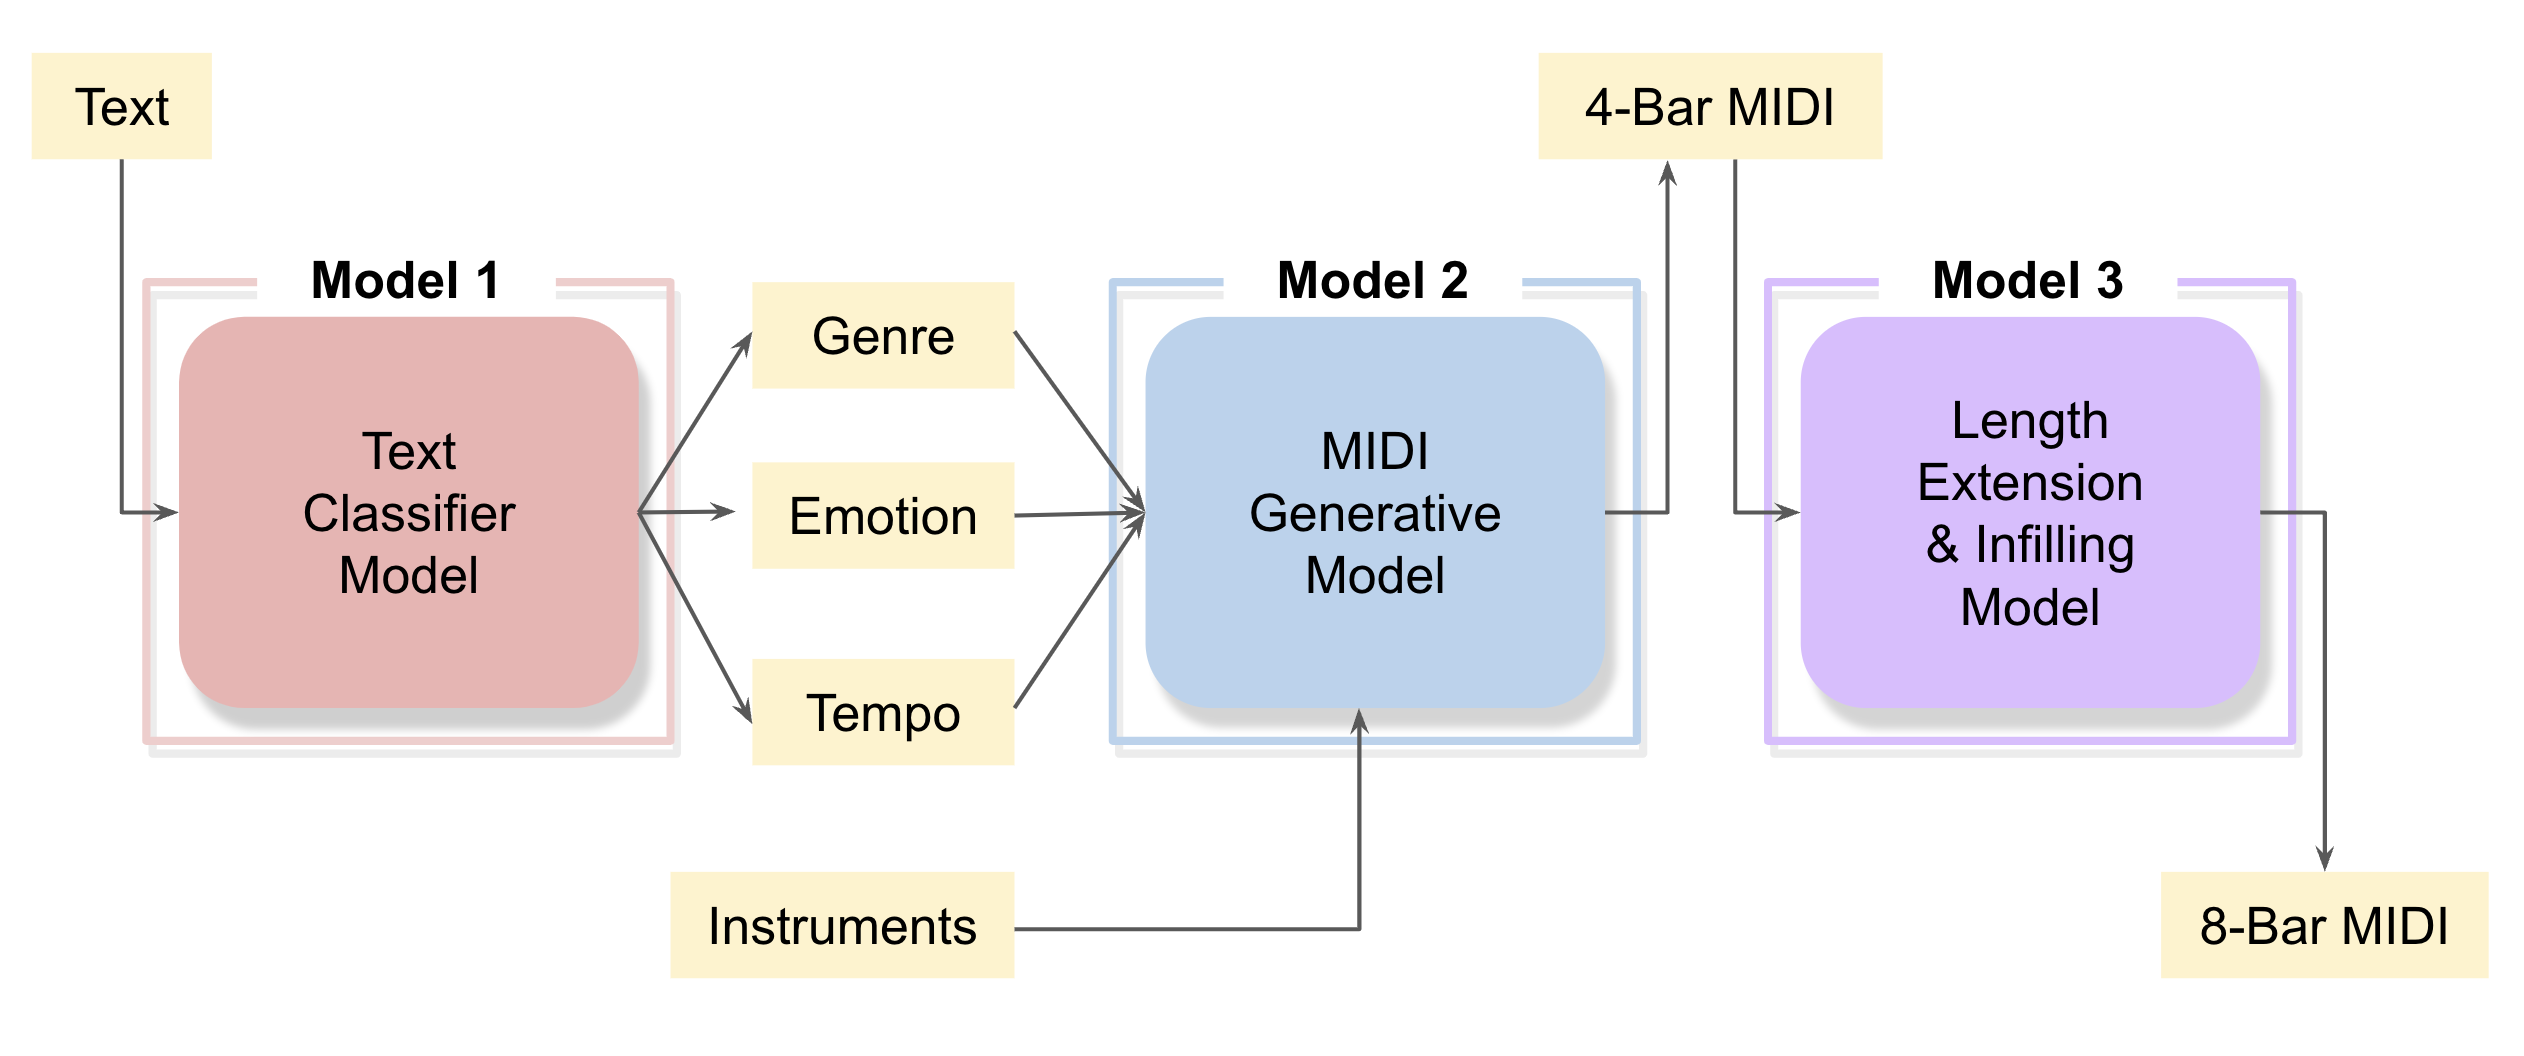 Text
4-Bar MIDI
Model 1
Model 2
Model 3
Text
Classifier
Model
Genre
Emotion
Tempo
MIDI
Generative
Model
Length
Extension
& Infilling
Model
Instruments
8-Bar MIDI